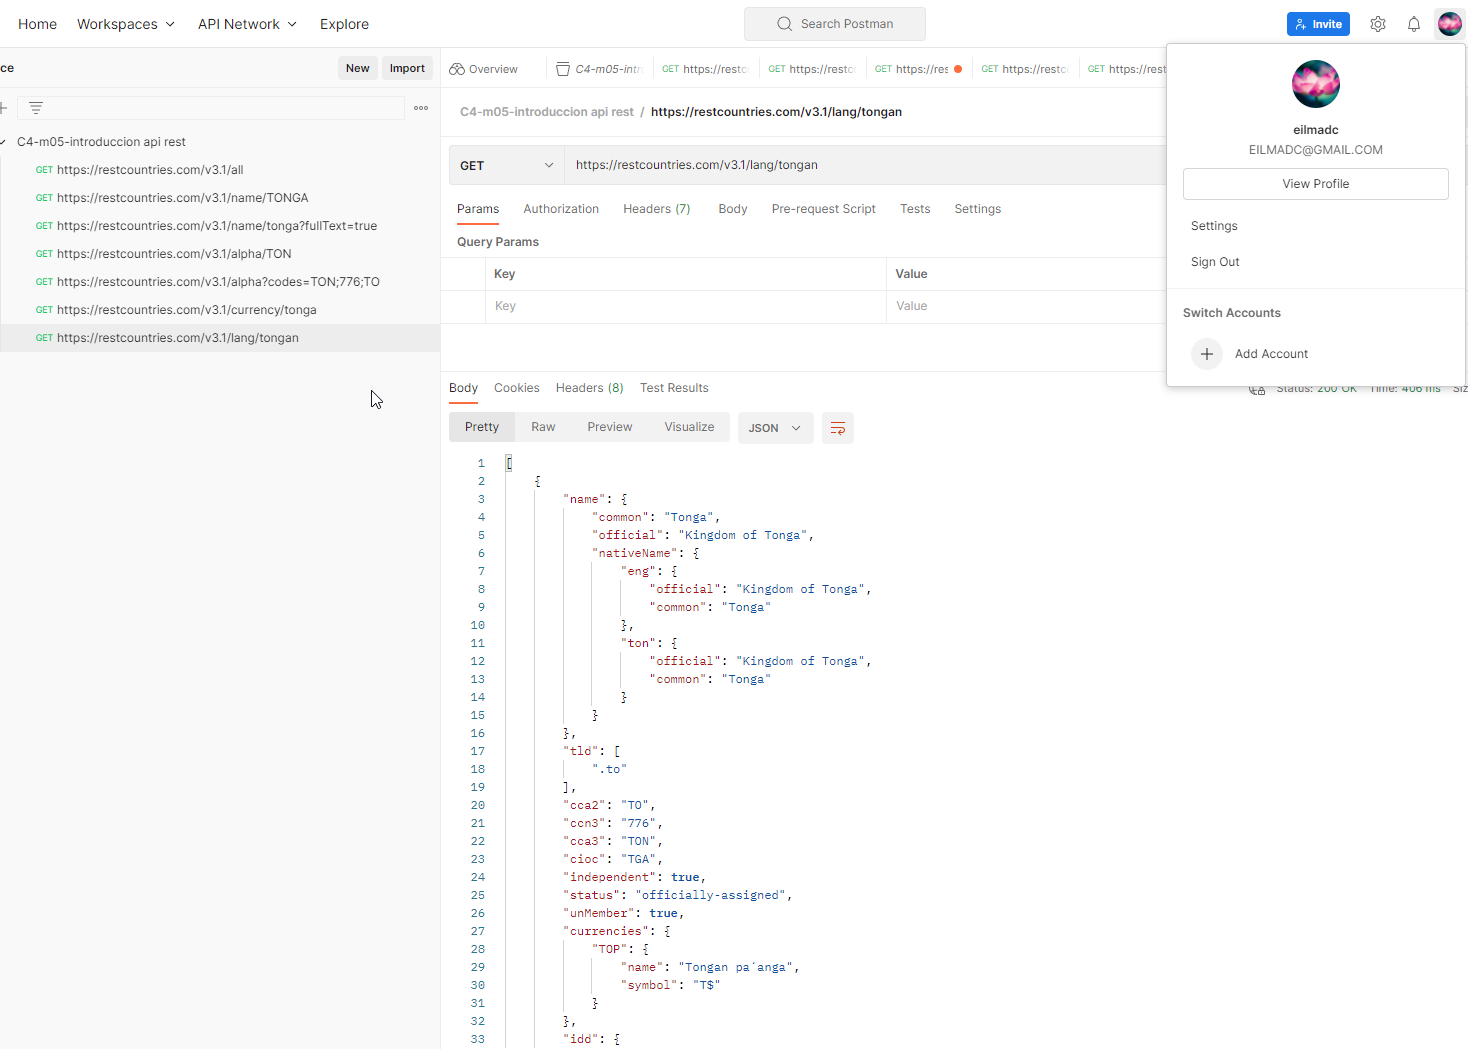 Home Workspaces API Network Explore Search Postman Invite
ce New Import
Overview C4-m05-intr GET https://restc GET https://restc GET https://res GET https://restc GET https://rest
C4-m05-introduccion api rest / https://restcountries.com/v3.1/lang/tongan
C4-m05-introduccion api rest
GET https://restcountries.com/v3.1/all
GET https://restcountries.com/v3.1/name/TONGA
GET https://restcountries.com/v3.1/name/tonga?fullText=true
GET https://restcountries.com/v3.1/alpha/TON
GET https://restcountries.com/v3.1/alpha?codes=TON;776;TO
GET https://restcountries.com/v3.1/currency/tonga
GET https://restcountries.com/v3.1/lang/tongan
GET https://restcountries.com/v3.1/lang/tongan
Params Authorization Headers (7) Body Pre-request Script Tests Settings
Query Params
Key Value
Key Value
eilmadc
EILMADC@GMAIL.COM
View Profile
Settings
Sign Out
Switch Accounts
Add Account
Body Cookies Headers (8) Test Results Status: 200 OK Time: 406 ms Siz
Pretty Raw Preview Visualize JSON
1 [
2 {
3 "name": {
4 "common": "Tonga",
5 "official": "Kingdom of Tonga",
6 "nativeName": {
7 "eng": {
8 "official": "Kingdom of Tonga",
9 "common": "Tonga"
10 },
11 "ton": {
12 "official": "Kingdom of Tonga",
13 "common": "Tonga"
14 }
15 }
16 },
17 "tld": [
18 ".to"
19 ],
20 "cca2": "TO",
21 "ccn3": "776",
22 "cca3": "TON",
23 "cioc": "TGA",
24 "independent": true,
25 "status": "officially-assigned",
26 "unMember": true,
27 "currencies": {
28 "TOP": {
29 "name": "Tongan paʻanga",
30 "symbol": "T$"
31 }
32 },
33 "idd": {